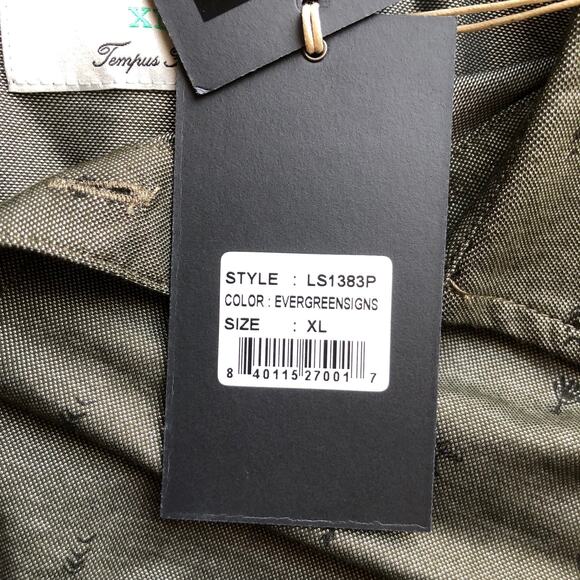 Tempus
STYLE : LS1383P
COLOR : EVERGREENSIGNS
SIZE : XL
8 40115 27001 7